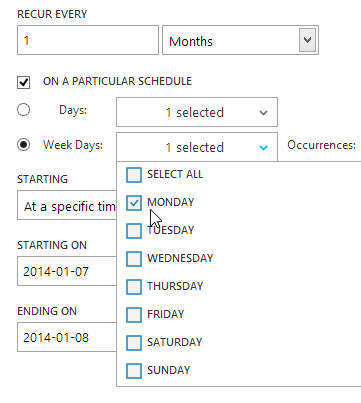 RECUR EVERY
1 Months
ON A PARTICULAR SCHEDULE
Days: 1 selected
Week Days: 1 selected Occurrences:
SELECT ALL
STARTING
MONDAY
At a specific tim
TUESDAY
STARTING ON
WEDNESDAY
2014-01-07
THURSDAY
ENDING ON
FRIDAY
2014-01-08
SATURDAY
SUNDAY